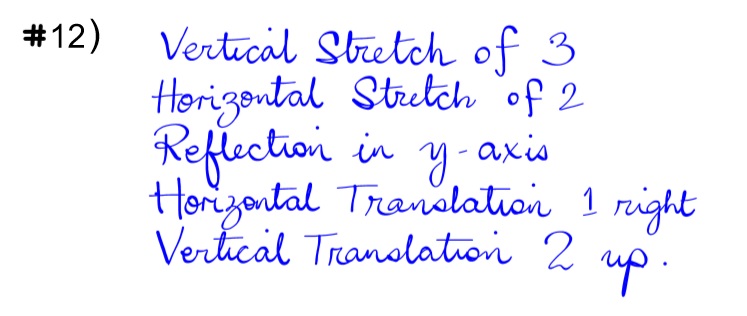 #12) Vertical Stretch of 3
Horizontal Stretch of 2
Reflection in y-axis
Horizontal Translation 1 right
Vertical Translation 2 up.